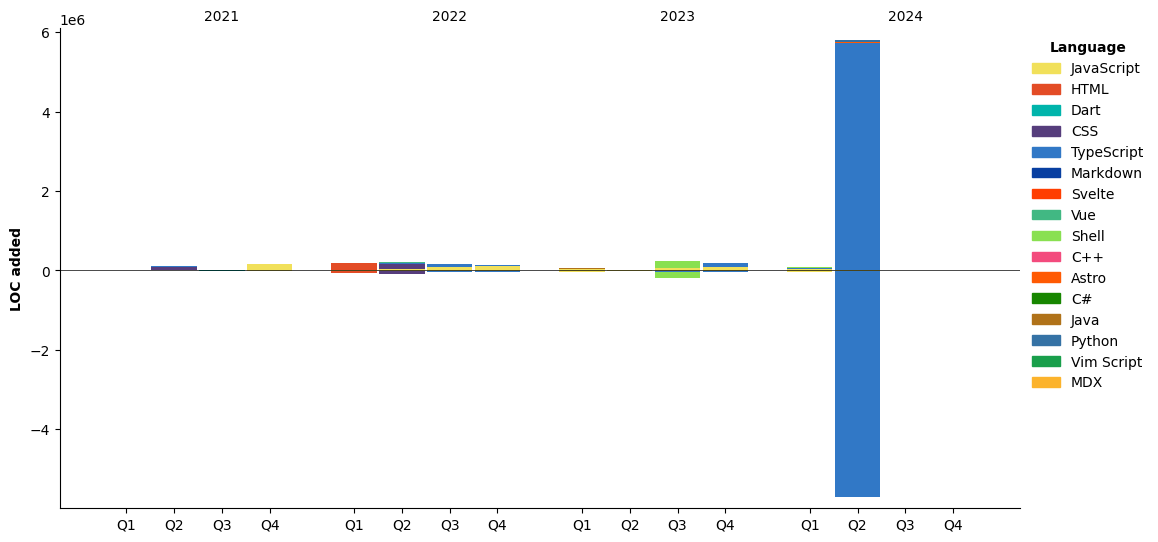 1e6
2021 2022 2023 2024
6
4
2
0
−2
−4
LOC added
Q1 Q2 Q3 Q4 Q1 Q2 Q3 Q4 Q1 Q2 Q3 Q4 Q1 Q2 Q3 Q4
Language
JavaScript
HTML
Dart
CSS
TypeScript
Markdown
Svelte
Vue
Shell
C++
Astro
C#
Java
Python
Vim Script
MDX